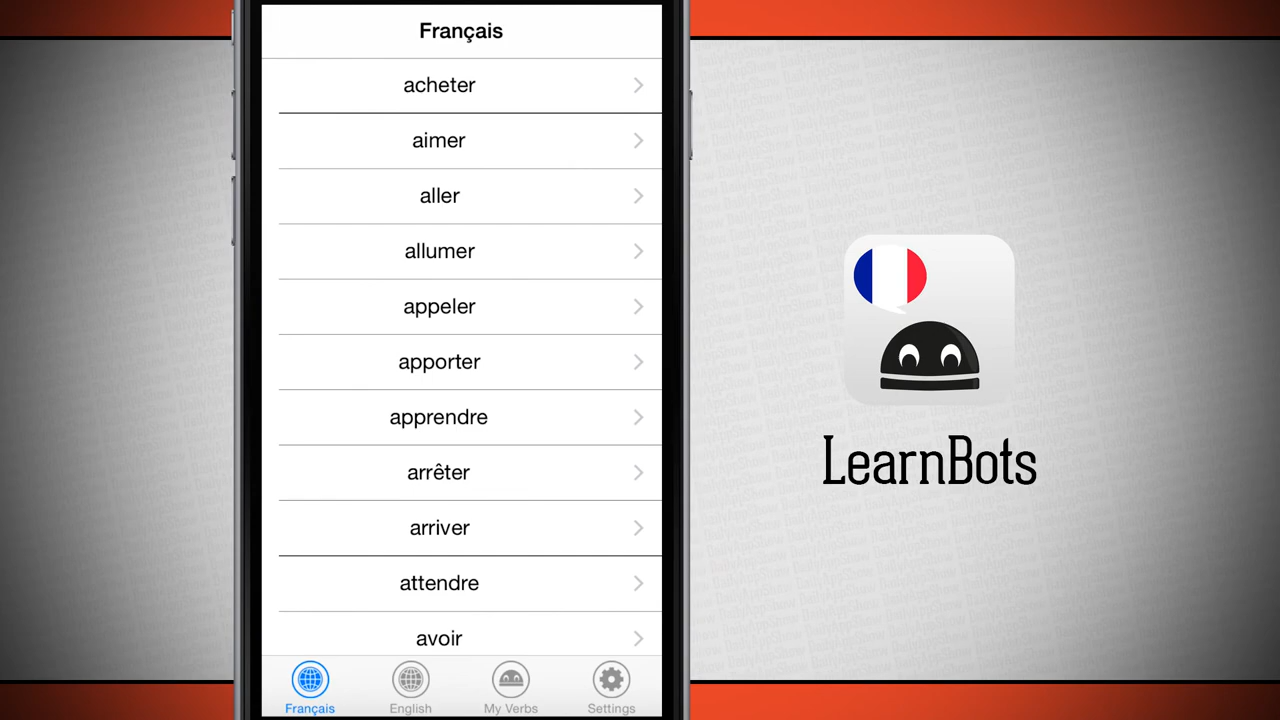 Français
acheter
aimer
aller
allumer
appeler
apporter
apprendre
arrêter
arriver
attendre
avoir
Français
English
My Verbs
Settings
LearnBots